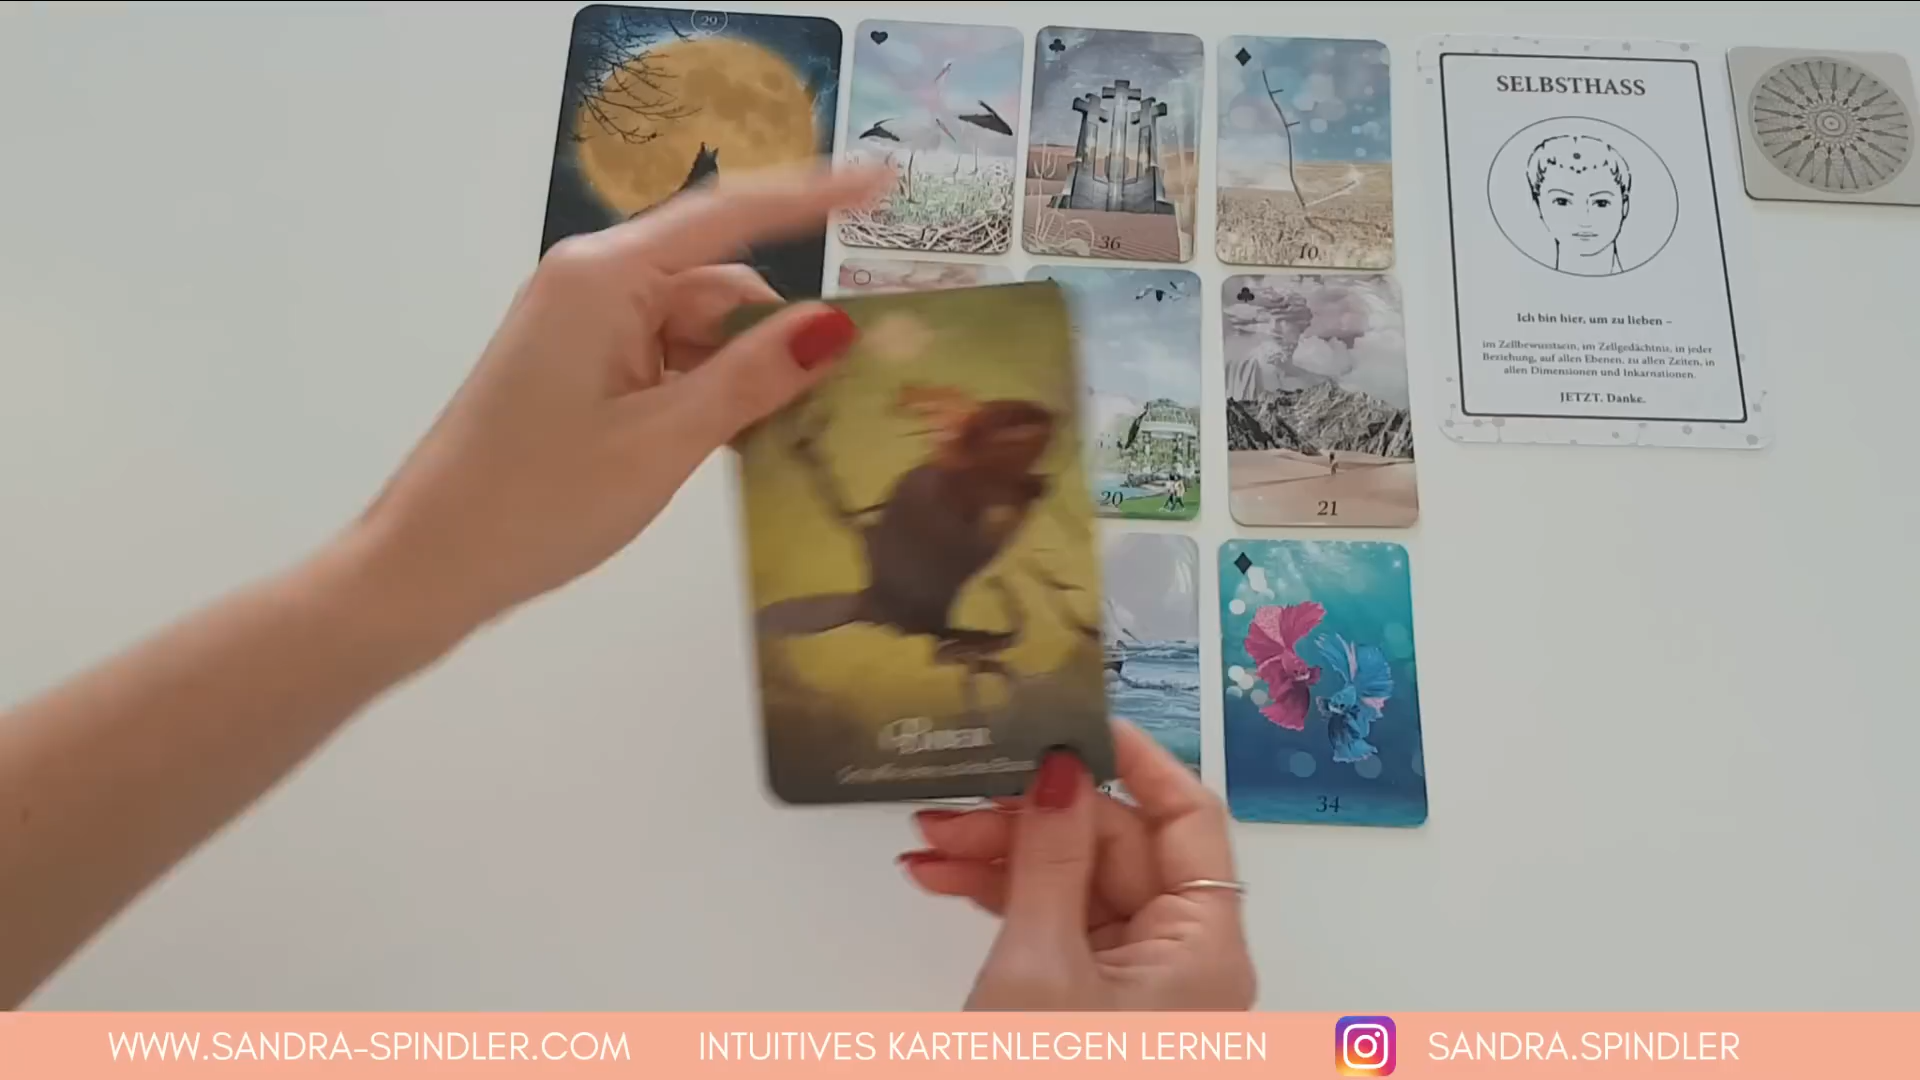 29
17
36
10
SELBSTHASS
Ich bin hier, um zu lieben –
im Zellbewusstsein, im Zellgedächtnis, in jeder
Beziehung, auf allen Ebenen, zu allen Zeiten, in
allen Dimensionen und Inkarnationen.
JETZT. Danke.
20
21
34
WWW.SANDRA-SPINDLER.COM
INTUITIVES KARTENLEGEN LERNEN
SANDRA.SPINDLER